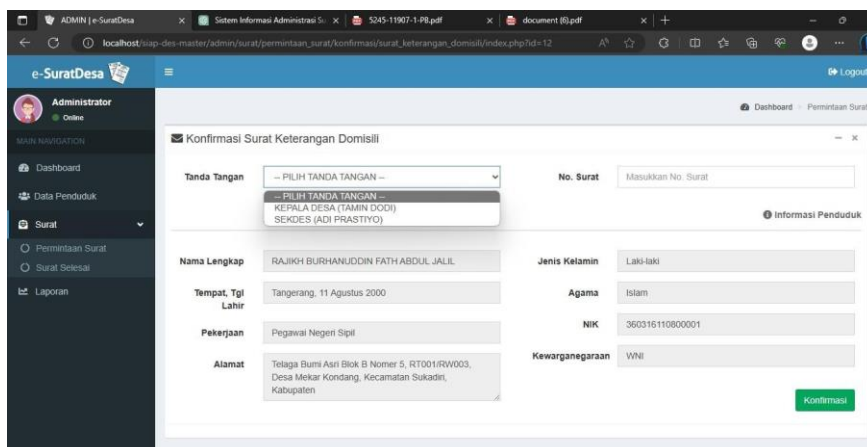 ADMIN | e-SuratDesa
Sistem Informasi Administrasi Su
5245-11907-1-PB.pdf
document (6).pdf
localhost/siap-des-master/admin/surat/permintaan_surat/konfirmasi/surat_keterangan_domisili/index.php?id=12
e-SuratDesa
Logout
Administrator
Online
Dashboard
Permintaan Surat
MAIN NAVIGATION
Konfirmasi Surat Keterangan Domisili
Dashboard
Data Penduduk
Surat
Permintaan Surat
Surat Selesai
Laporan
Tanda Tangan
-- PILIH TANDA TANGAN --
No. Surat
Masukkan No. Surat
-- PILIH TANDA TANGAN --
KEPALA DESA (TAMIN DODI)
SEKDES (ADI PRASTIYO)
Informasi Penduduk
Nama Lengkap
RAJIKH BURHANUDDIN FATH ABDUL JALIL
Jenis Kelamin
Laki-laki
Tempat, Tgl
Lahir
Tangerang, 11 Agustus 2000
Agama
Islam
Pekerjaan
Pegawai Negeri Sipil
NIK
360316110800001
Alamat
Telaga Bumi Asri Blok B Nomer 5, RT001/RW003,
Desa Mekar Kondang, Kecamatan Sukadiri,
Kabupaten
Kewarganegaraan
WNI
Konfirmasi